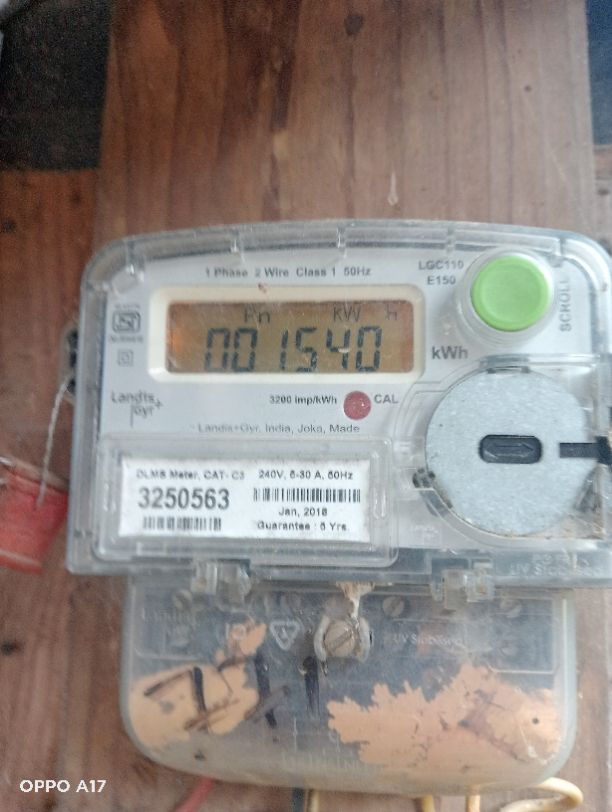 1 Phase 2 Wire Class 1 50Hz
LGC110
E150
SCROLL
kW h
001540
kWh
Landis
Gyr+
3200 imp/kWh
CAL
Landis+Gyr, India, Joka, Made
DLMS Meter, CAT- C3
240V, 5-30 A, 50Hz
3250563
Jan, 2018
Guarantee : 5 Yrs.
OPPO A17